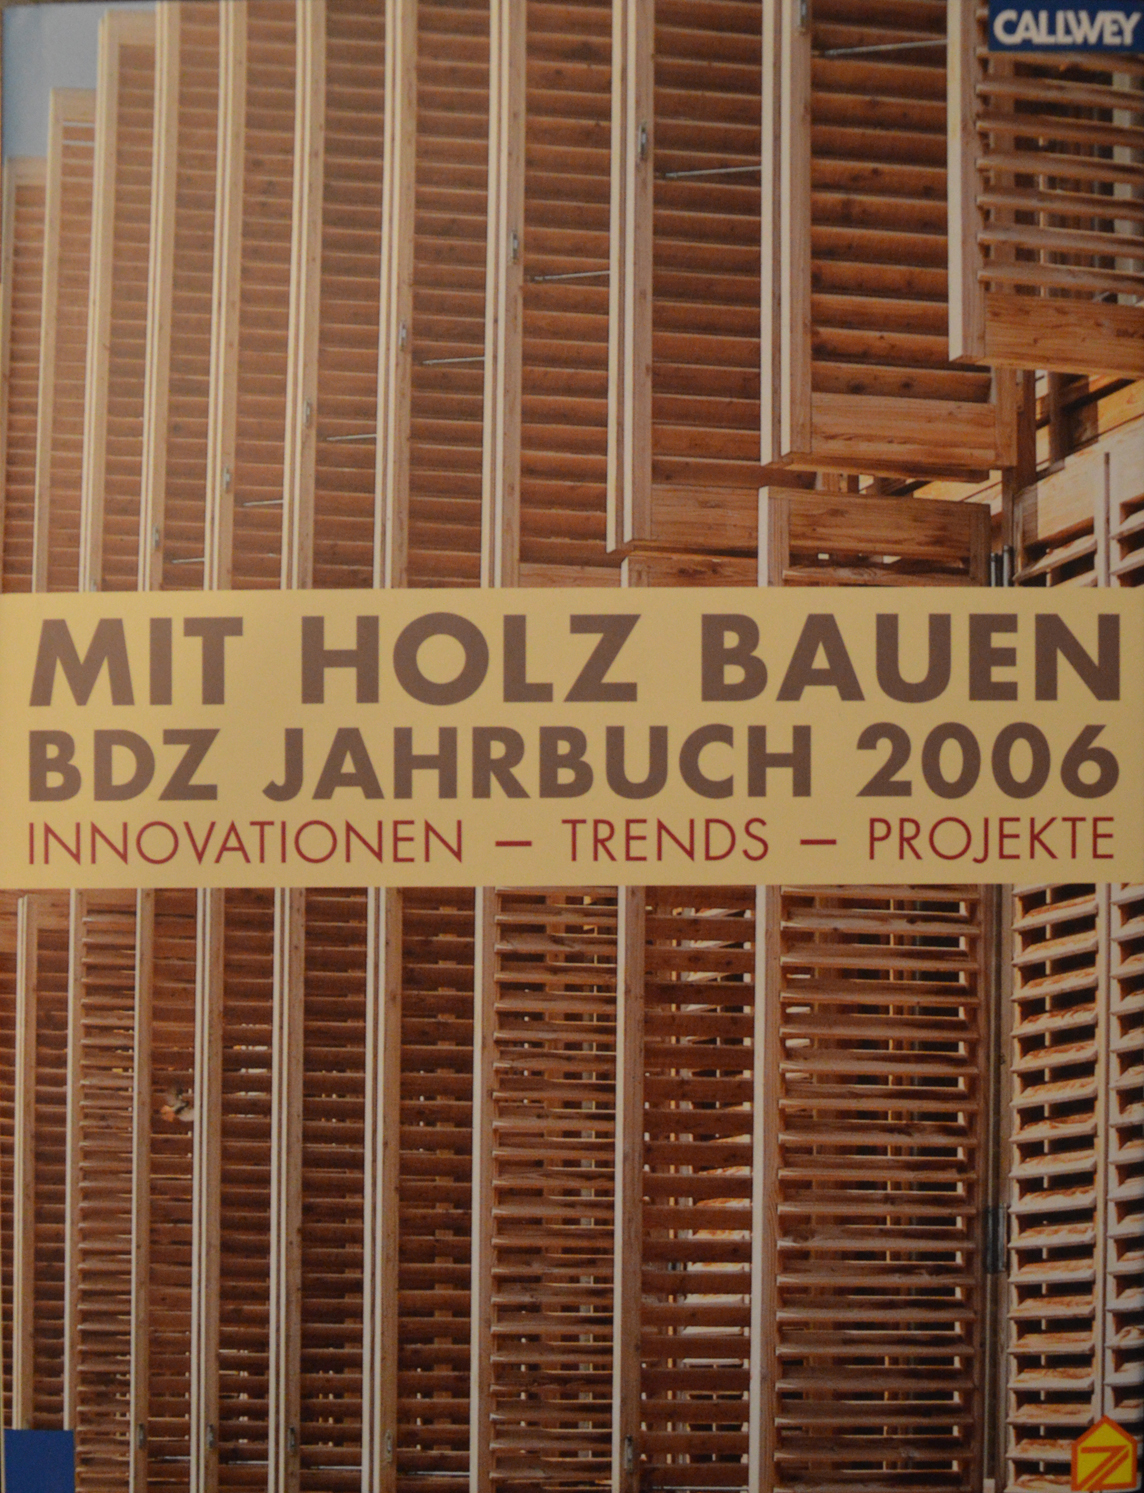 CALLWEY
MIT HOLZ BAUEN
BDZ JAHRBUCH 2006
INNOVATIONEN – TRENDS – PROJEKTE